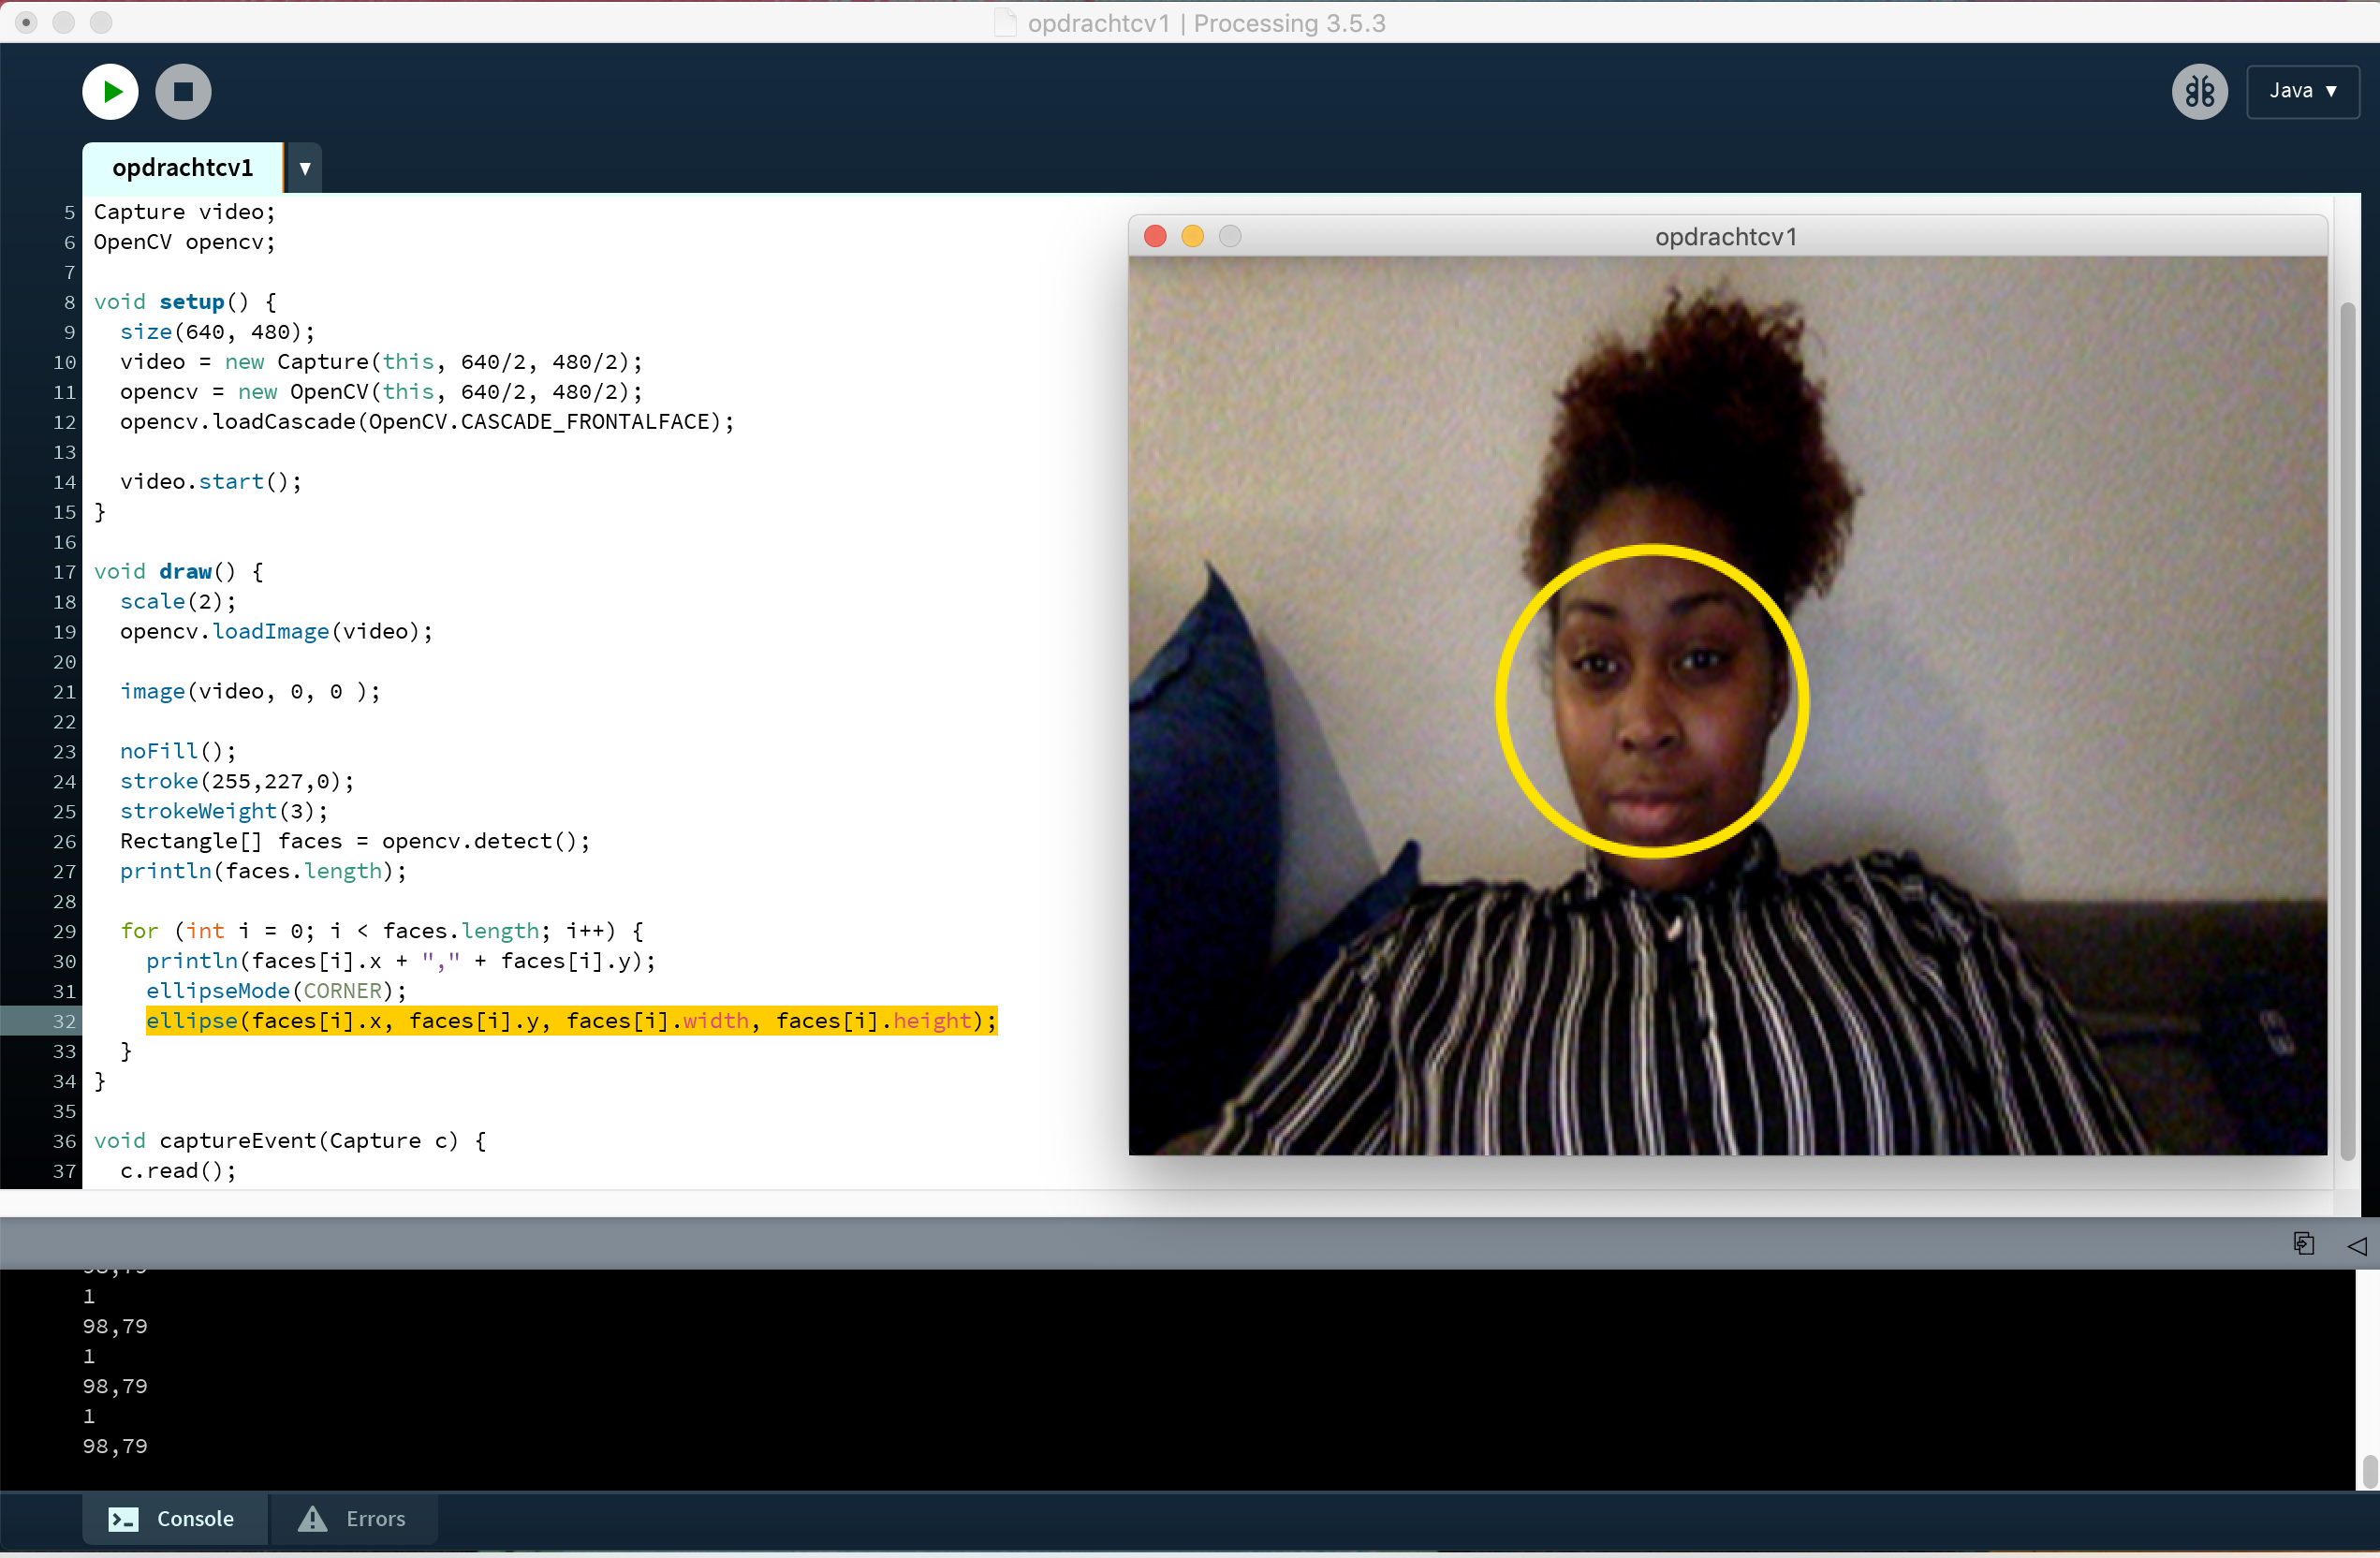 opdrachtcv1 | Processing 3.5.3
Java ▼
opdrachtcv1 ▼
5 Capture video;
6 OpenCV opencv;
7
8 void setup() {
9   size(640, 480);
10   video = new Capture(this, 640/2, 480/2);
11   opencv = new OpenCV(this, 640/2, 480/2);
12   opencv.loadCascade(OpenCV.CASCADE_FRONTALFACE);
13
14   video.start();
15 }
16
17 void draw() {
18   scale(2);
19   opencv.loadImage(video);
20
21   image(video, 0, 0 );
22
23   noFill();
24   stroke(255,227,0);
25   strokeWeight(3);
26   Rectangle[] faces = opencv.detect();
27   println(faces.length);
28
29   for (int i = 0; i < faces.length; i++) {
30     println(faces[i].x + "," + faces[i].y);
31     ellipseMode(CORNER);
32     ellipse(faces[i].x, faces[i].y, faces[i].width, faces[i].height);
33   }
34 }
35
36 void captureEvent(Capture c) {
37   c.read();
opdrachtcv1
98,79
1
98,79
1
98,79
1
98,79
Console
Errors